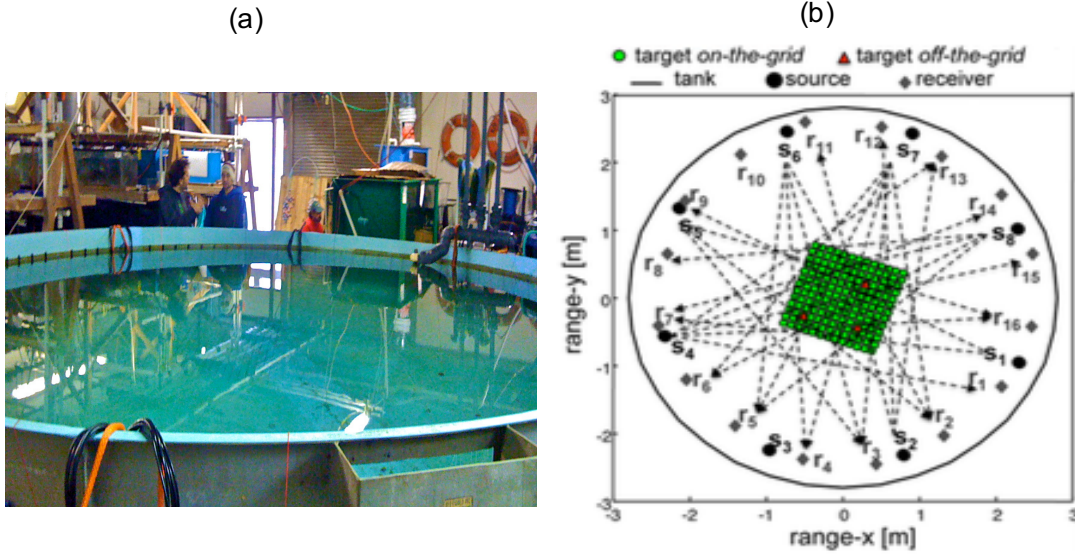 (a)
(b)
target on-the-grid target off-the-grid
tank source receiver
3
2
1
0
-1
-2
-3
range-y [m]
s6 r11 r12 s7
r10 r13
r9 r14
s5 s8
r8 r15
r7 r16
s4 s1
r6 r1
r5 r2
s3 r4 r3 s2
-3 -2 -1 0 1 2 3
range-x [m]